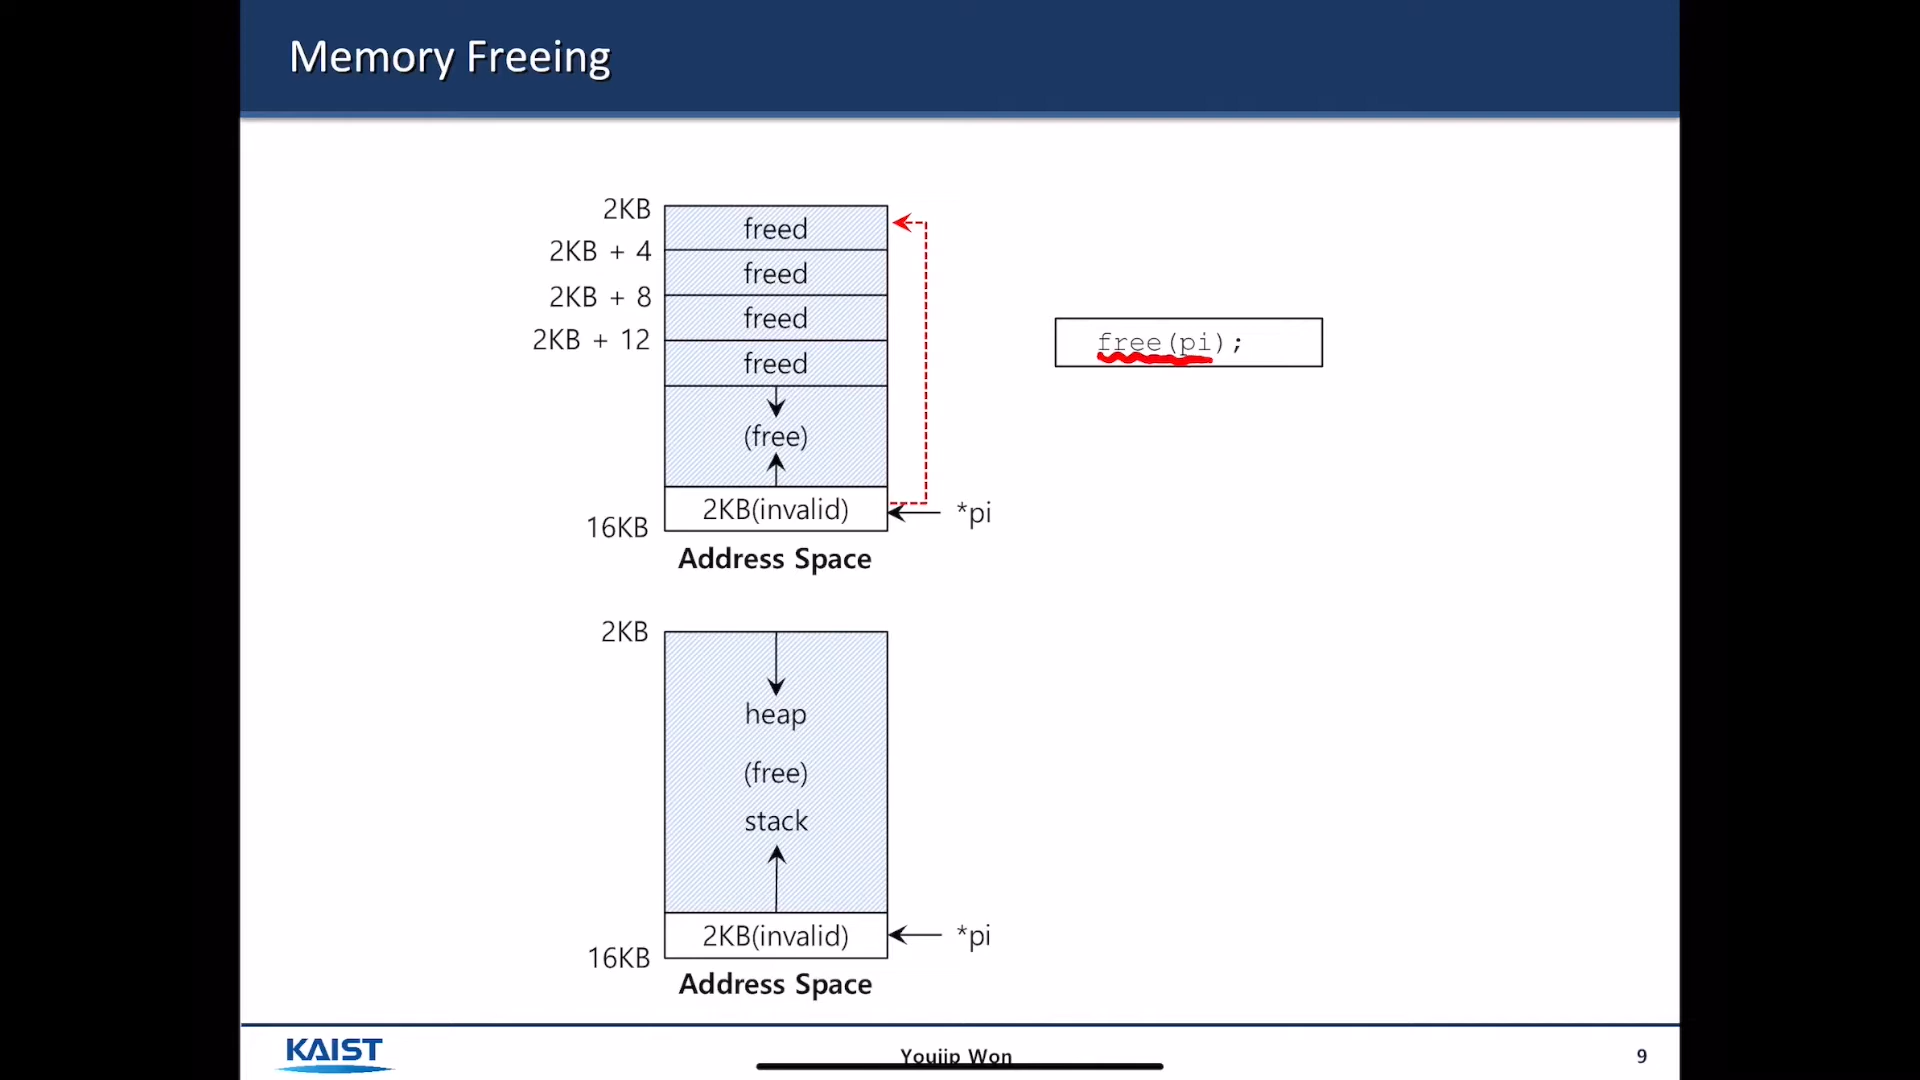 Memory Freeing
2KB
freed
2KB + 4
freed
2KB + 8
freed
2KB + 12
freed
free(pi);
(free)
2KB(invalid)
*pi
16KB
Address Space
2KB
heap
(free)
stack
2KB(invalid)
*pi
16KB
Address Space
KAIST
Youjip Won
9